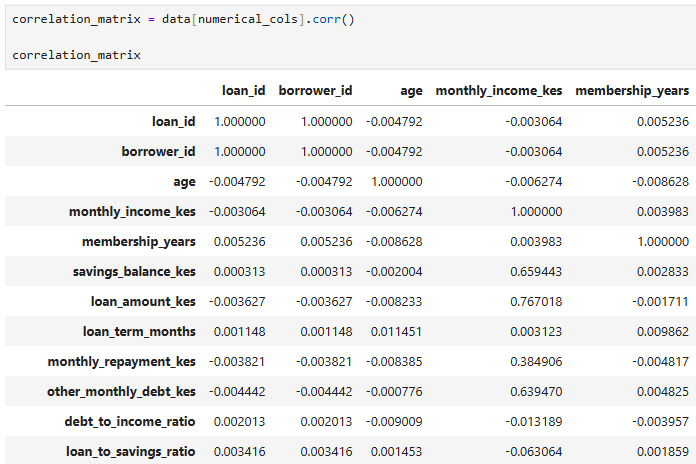 correlation_matrix = data[numerical_cols].corr()
correlation_matrix
loan_id borrower_id age monthly_income_kes membership_years
loan_id 1.000000 1.000000 -0.004792 -0.003064 0.005236
borrower_id 1.000000 1.000000 -0.004792 -0.003064 0.005236
age -0.004792 -0.004792 1.000000 -0.006274 -0.008628
monthly_income_kes -0.003064 -0.003064 -0.006274 1.000000 0.003983
membership_years 0.005236 0.005236 -0.008628 0.003983 1.000000
savings_balance_kes 0.000313 0.000313 -0.002004 0.659443 0.002833
loan_amount_kes -0.003627 -0.003627 -0.008233 0.767018 -0.001711
loan_term_months 0.001148 0.001148 0.011451 0.003123 0.009862
monthly_repayment_kes -0.003821 -0.003821 -0.008385 0.384906 -0.004817
other_monthly_debt_kes -0.004442 -0.004442 -0.000776 0.639470 0.004825
debt_to_income_ratio 0.002013 0.002013 -0.009009 -0.013189 -0.003957
loan_to_savings_ratio 0.003416 0.003416 0.001453 -0.063064 0.001859